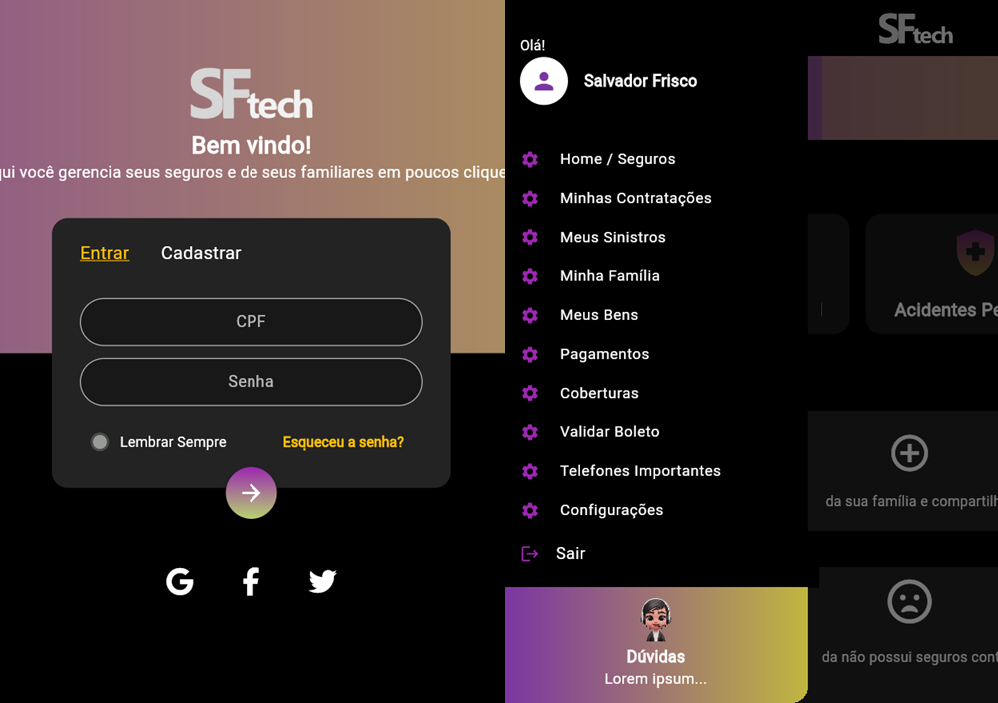 SFtech
Bem vindo!
qui você gerencia seus seguros e de seus familiares em poucos clique
Entrar
Cadastrar
CPF
Senha
Lembrar Sempre
Esqueceu a senha?
Olá!
Salvador Frisco
Home / Seguros
Minhas Contratações
Meus Sinistros
Minha Família
Meus Bens
Pagamentos
Coberturas
Validar Boleto
Telefones Importantes
Configurações
Sair
Dúvidas
Lorem ipsum...
SFtech
Acidentes Pe
da sua família e compartilh
da não possui seguros cont